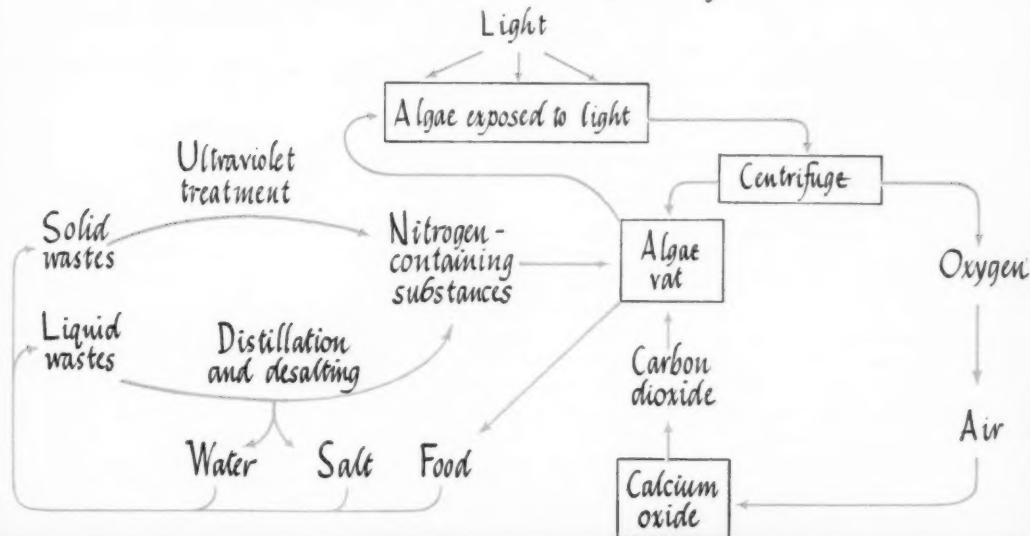 Light
Algae exposed to light
Ultraviolet
treatment
Centrifuge
Solid
wastes
Nitrogen-
containing
substances
Algae
vat
Oxygen
Liquid
wastes
Distillation
and desalting
Carbon
dioxide
Air
Water
Salt
Food
Calcium
oxide